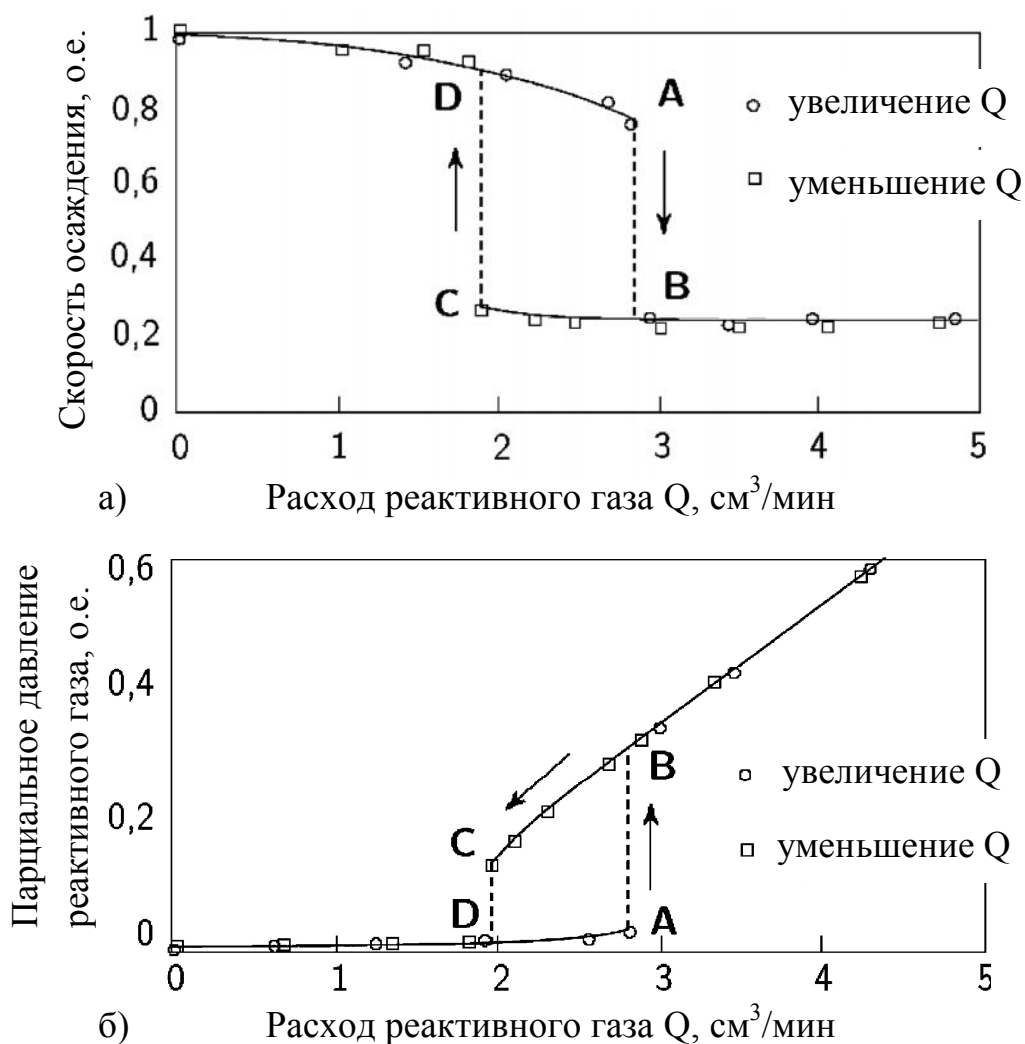 Скорость осаждения, о.е.
1
0,8
0,6
0,4
0,2
0
D
A
C
B
увеличение Q
уменьшение Q
0 1 2 3 4 5
а) Расход реактивного газа Q, см³/мин
Парциальное давление
реактивного газа, о.е.
0,6
0,4
0,2
0
B
C
D
A
увеличение Q
уменьшение Q
0 1 2 3 4 5
б) Расход реактивного газа Q, см³/мин